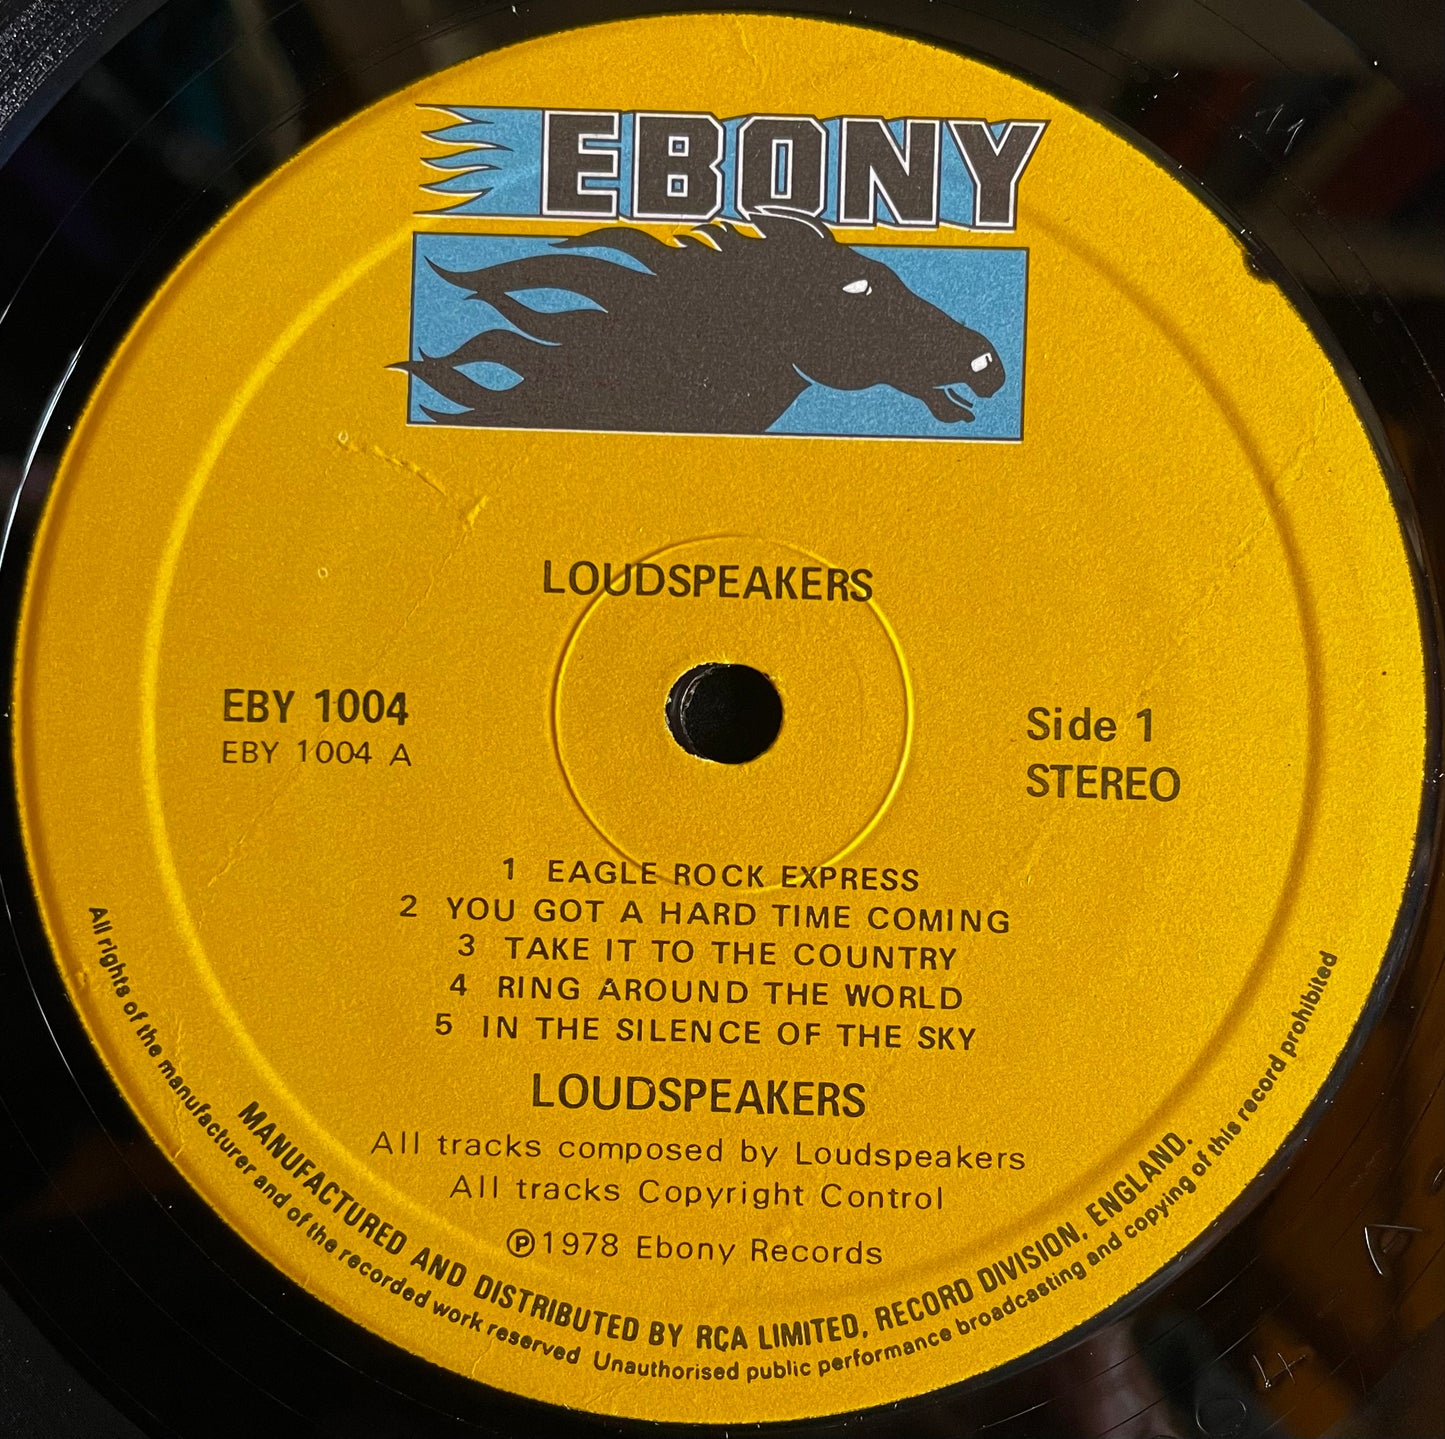 EBONY
LOUDSPEAKERS
EBY 1004
EBY 1004 A
Side 1
STEREO
1 EAGLE ROCK EXPRESS
2 YOU GOT A HARD TIME COMING
3 TAKE IT TO THE COUNTRY
4 RING AROUND THE WORLD
5 IN THE SILENCE OF THE SKY
LOUDSPEAKERS
All tracks composed by Loudspeakers
All tracks Copyright Control
Ⓟ1978 Ebony Records
MANUFACTURED AND DISTRIBUTED BY RCA LIMITED, RECORD DIVISION, ENGLAND.
All rights of the manufacturer and of the recorded work reserved Unauthorised public performance broadcasting and copying of this record prohibited
A
4